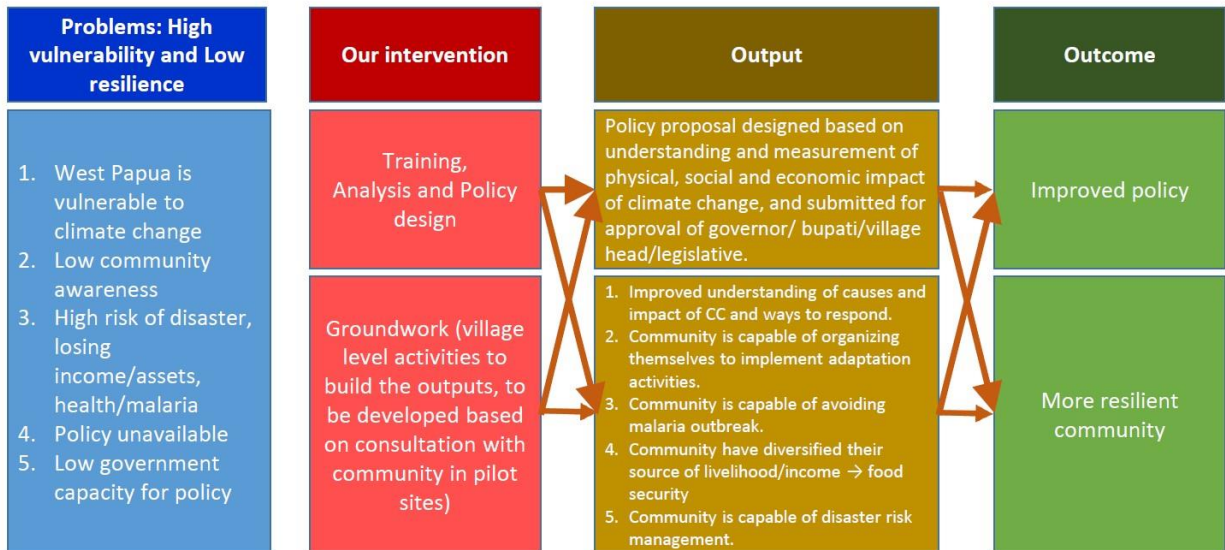 Problems: High
vulnerability and Low
resilience
1. West Papua is
vulnerable to
climate change
2. Low community
awareness
3. High risk of disaster,
losing
income/assets,
health/malaria
4. Policy unavailable
5. Low government
capacity for policy
Our intervention
Training,
Analysis and Policy
design
Groundwork (village
level activities to
build the outputs, to
be developed based
on consultation with
community in pilot
sites)
Output
Policy proposal designed based on
understanding and measurement of
physical, social and economic impact
of climate change, and submitted for
approval of governor/ bupati/village
head/legislative.
1. Improved understanding of causes and
impact of CC and ways to respond.
2. Community is capable of organizing
themselves to implement adaptation
activities.
3. Community is capable of avoiding
malaria outbreak.
4. Community have diversified their
source of livelihood/income → food
security
5. Community is capable of disaster risk
management.
Outcome
Improved policy
More resilient
community